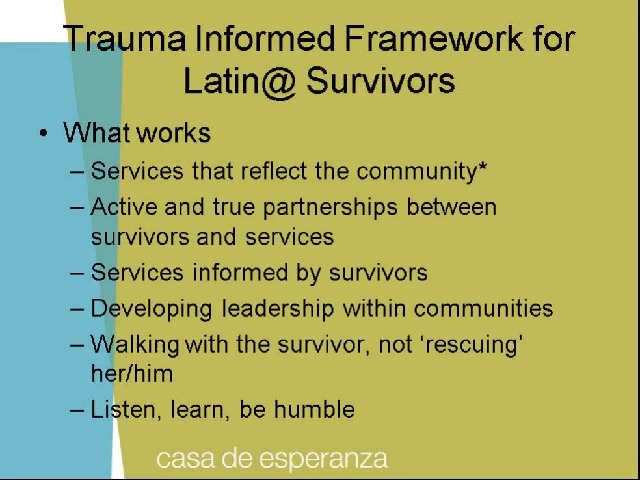 Trauma Informed Framework for
Latin@ Survivors
• What works
– Services that reflect the community*
– Active and true partnerships between
survivors and services
– Services informed by survivors
– Developing leadership within communities
– Walking with the survivor, not ‘rescuing’
her/him
– Listen, learn, be humble
casa de esperanza